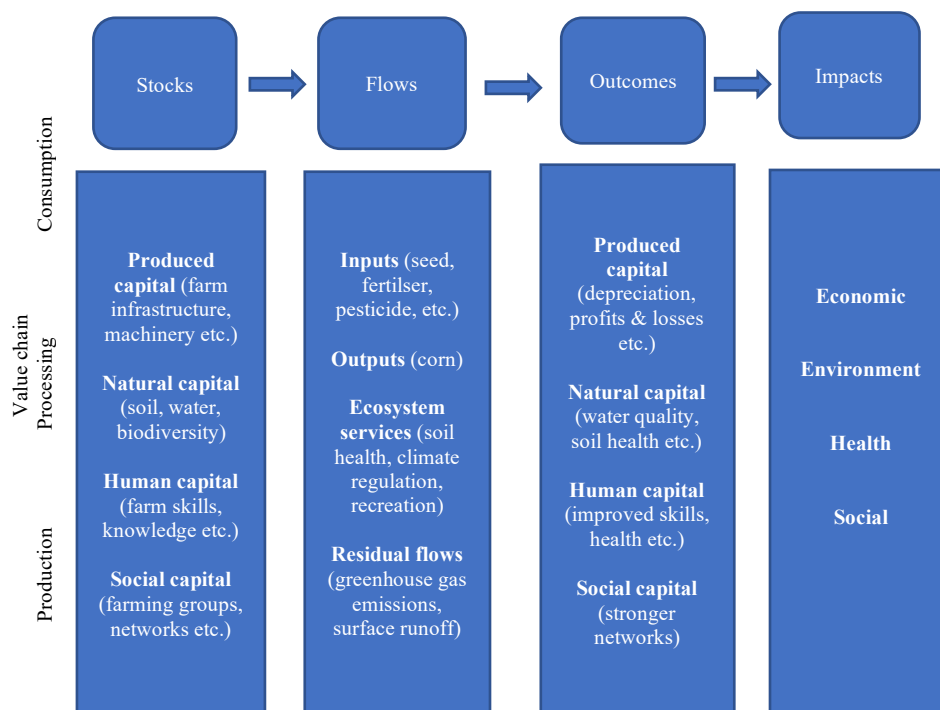 Stocks
Flows
Outcomes
Impacts
Consumption
Value chain
Processing
Production
Produced
capital (farm
infrastructure,
machinery etc.)
Natural capital
(soil, water,
biodiversity)
Human capital
(farm skills,
knowledge etc.)
Social capital
(farming groups,
networks etc.)
Inputs (seed,
fertilser,
pesticide, etc.)
Outputs (corn)
Ecosystem
services (soil
health, climate
regulation,
recreation)
Residual flows
(greenhouse gas
emissions,
surface runoff)
Produced
capital
(depreciation,
profits & losses
etc.)
Natural capital
(water quality,
soil health etc.)
Human capital
(improved skills,
health etc.)
Social capital
(stronger
networks)
Economic
Environment
Health
Social